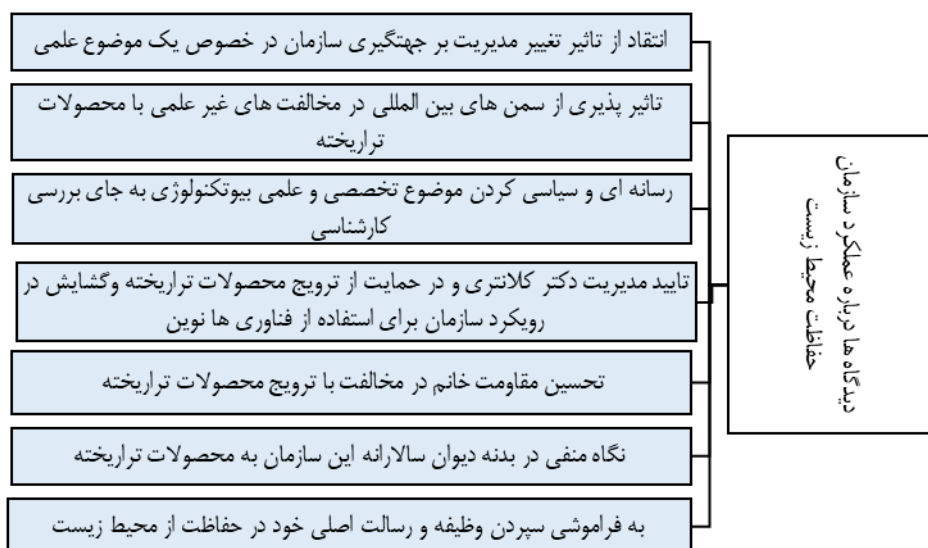 دیدگاه ها درباره عملکرد سازمان
حفاظت محیط زیست
انتقاد از تاثیر تغییر مدیریت بر جهتگیری سازمان در خصوص یک موضوع علمی
تاثیر پذیری از سمن های بین المللی در مخالفت های غیر علمی با محصولات
تراریخته
رسانه ای و سیاسی کردن موضوع تخصصی و علمی بیوتکنولوژی به جای بررسی
کارشناسی
تایید مدیریت دکتر کلانتری و در حمایت از ترویج محصولات تراریخته وگشایش در
رویکرد سازمان برای استفاده از فناوری ها نوین
تحسین مقاومت خانم در مخالفت با ترویج محصولات تراریخته
نگاه منفی در بدنه دیوان سالارانه این سازمان به محصولات تراریخته
به فراموشی سپردن وظیفه و رسالت اصلی خود در حفاظت از محیط زیست